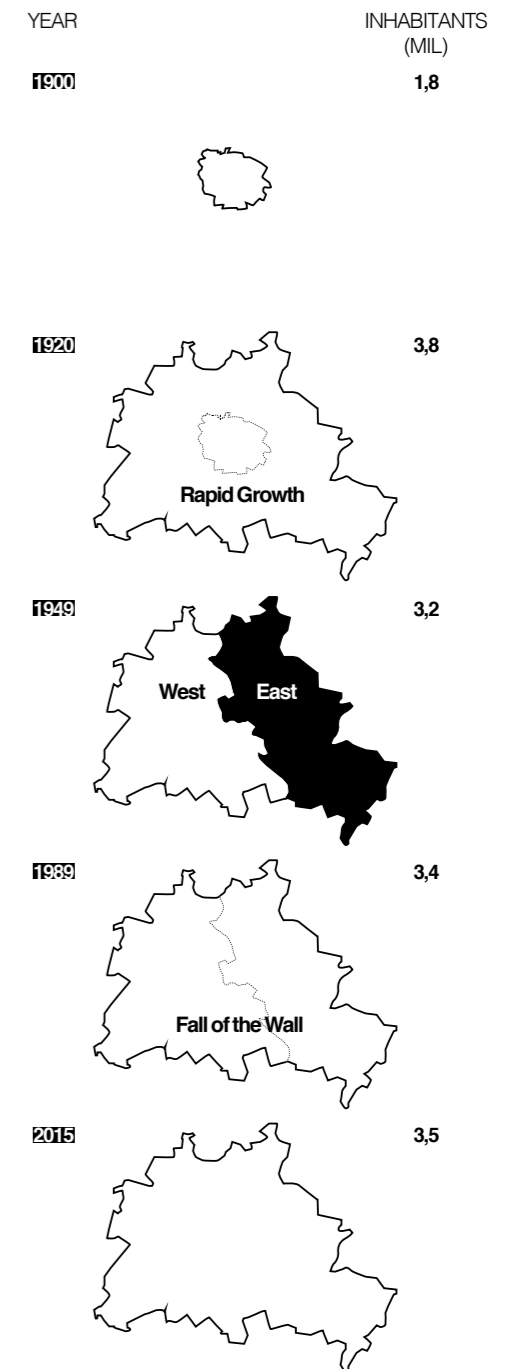 YEAR INHABITANTS
(MIL)
1900 1,8
1920 3,8
Rapid Growth
1949 3,2
West East
1989 3,4
Fall of the Wall
2015 3,5